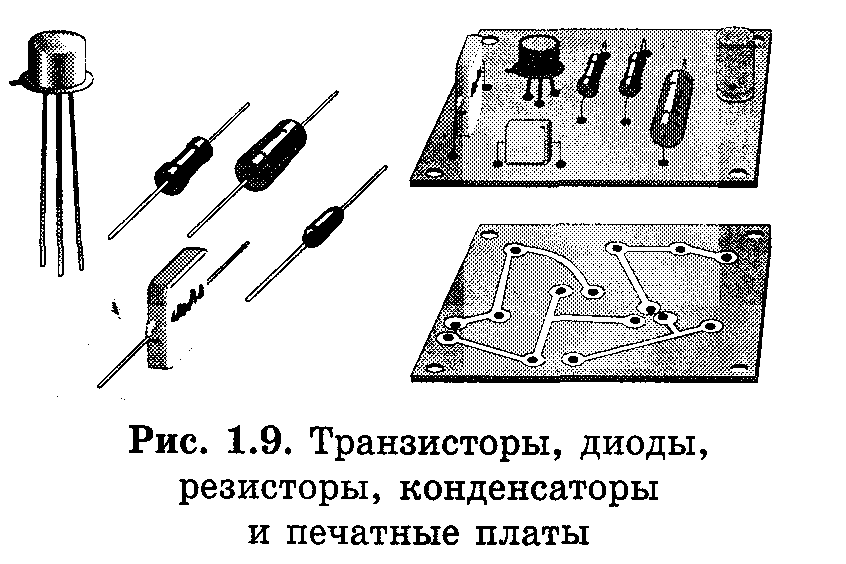 Рис. 1.9. Транзисторы, диоды,
резисторы, конденсаторы
и печатные платы